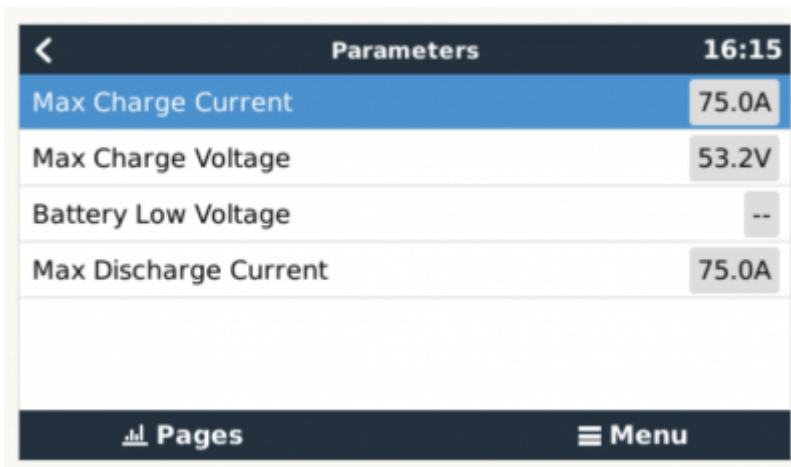 Parameters 16:15
Max Charge Current 75.0A
Max Charge Voltage 53.2V
Battery Low Voltage --
Max Discharge Current 75.0A
Pages Menu